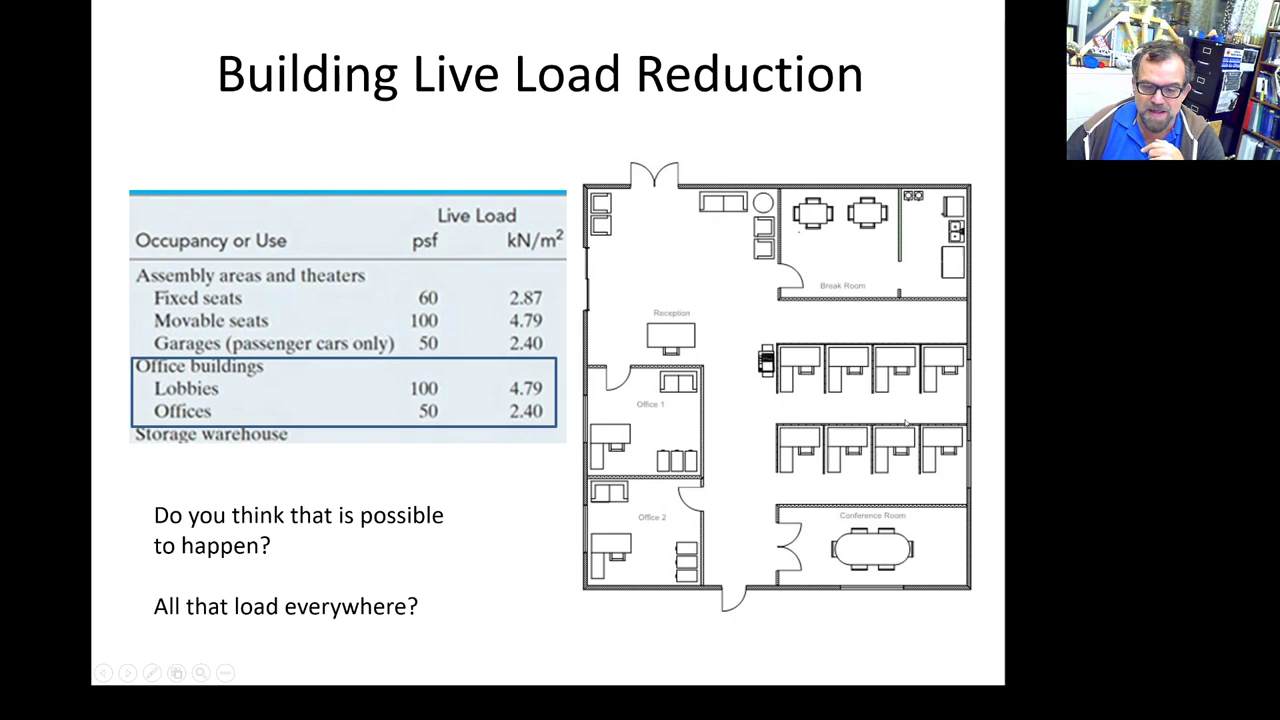 Building Live Load Reduction
Live Load
Occupancy or Use psf kN/m²
Assembly areas and theaters
Fixed seats 60 2.87
Movable seats 100 4.79
Garages (passenger cars only) 50 2.40
Office buildings
Lobbies 100 4.79
Offices 50 2.40
Storage warehouse
Do you think that is possible
to happen?
All that load everywhere?
Break Room
Reception
Office 1
Office 2
Conference Room